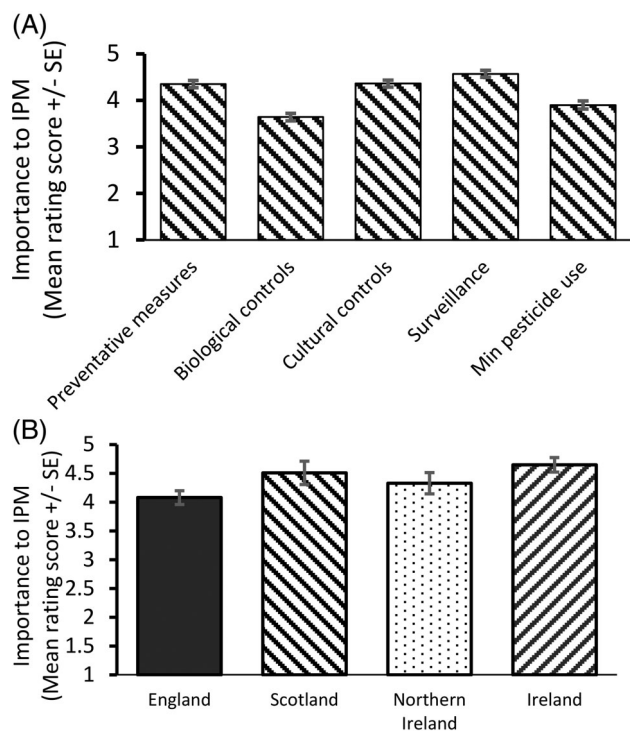 (A)
Importance to IPM
(Mean rating score +/- SE)
5
4
3
2
1
Preventative measures
Biological controls
Cultural controls
Surveillance
Min pesticide use
(B)
Importance to IPM
(Mean rating score +/- SE)
5
4.5
4
3.5
3
2.5
2
1.5
1
England
Scotland
Northern
Ireland
Ireland